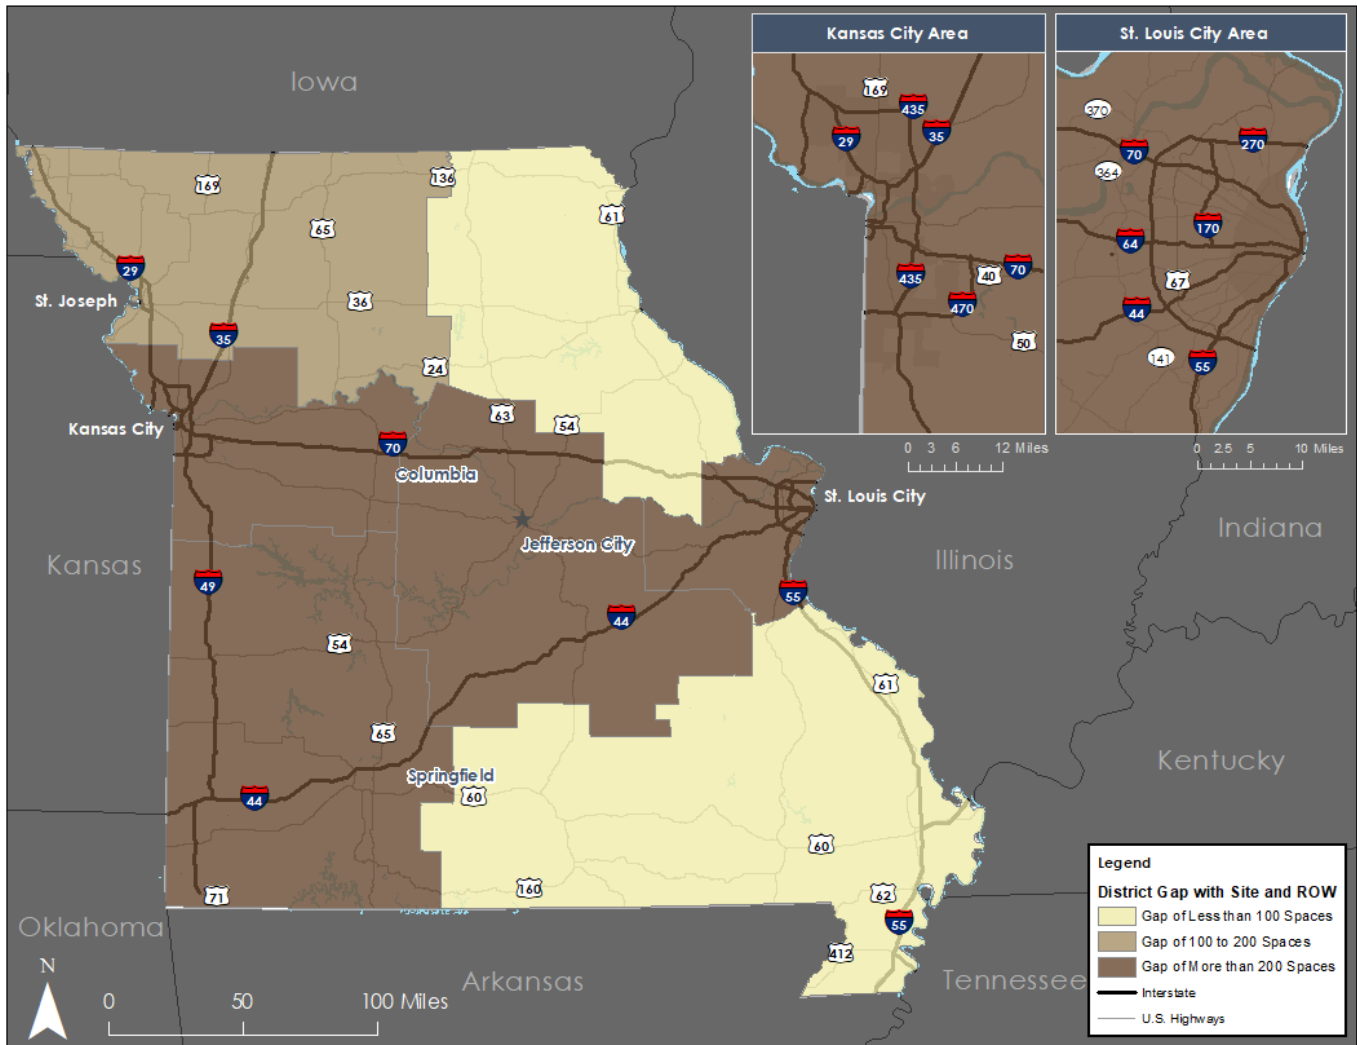 Kansas City Area
St. Louis City Area
Iowa
169
435
29
35
435
40
70
470
50
0 3 6 12 Miles
370
70
270
364
170
64
67
44
141
55
0 2.5 5 10 Miles
169
136
65
61
29
St. Joseph
36
35
24
63
54
Kansas City
70
Columbia
St. Louis City
Jefferson City
Indiana
Illinois
Kansas
49
55
44
54
61
65
Kentucky
Springfield
60
44
60
160
71
62
55
412
Oklahoma
Arkansas
Tennessee
N
0 50 100 Miles
Legend
District Gap with Site and ROW
Gap of Less than 100 Spaces
Gap of 100 to 200 Spaces
Gap of More than 200 Spaces
Interstate
U.S. Highways